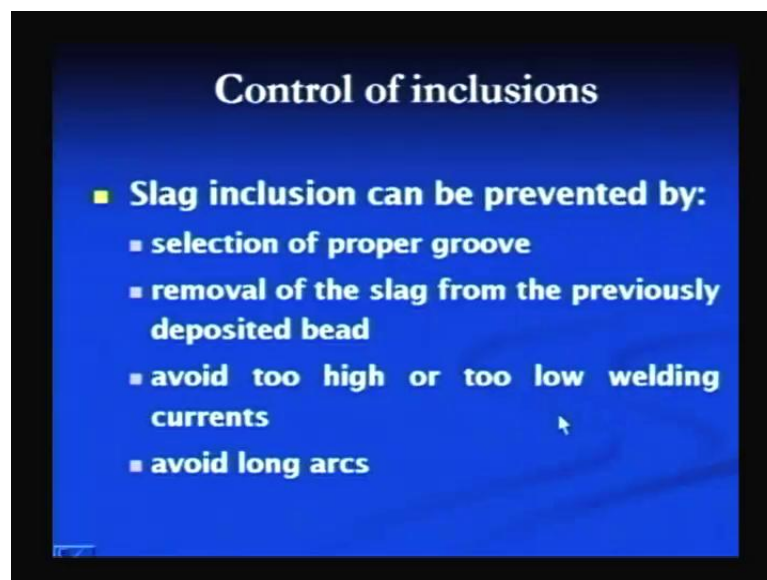 Control of inclusions
Slag inclusion can be prevented by:
selection of proper groove
removal of the slag from the previously
deposited bead
avoid too high or too low welding
currents
avoid long arcs